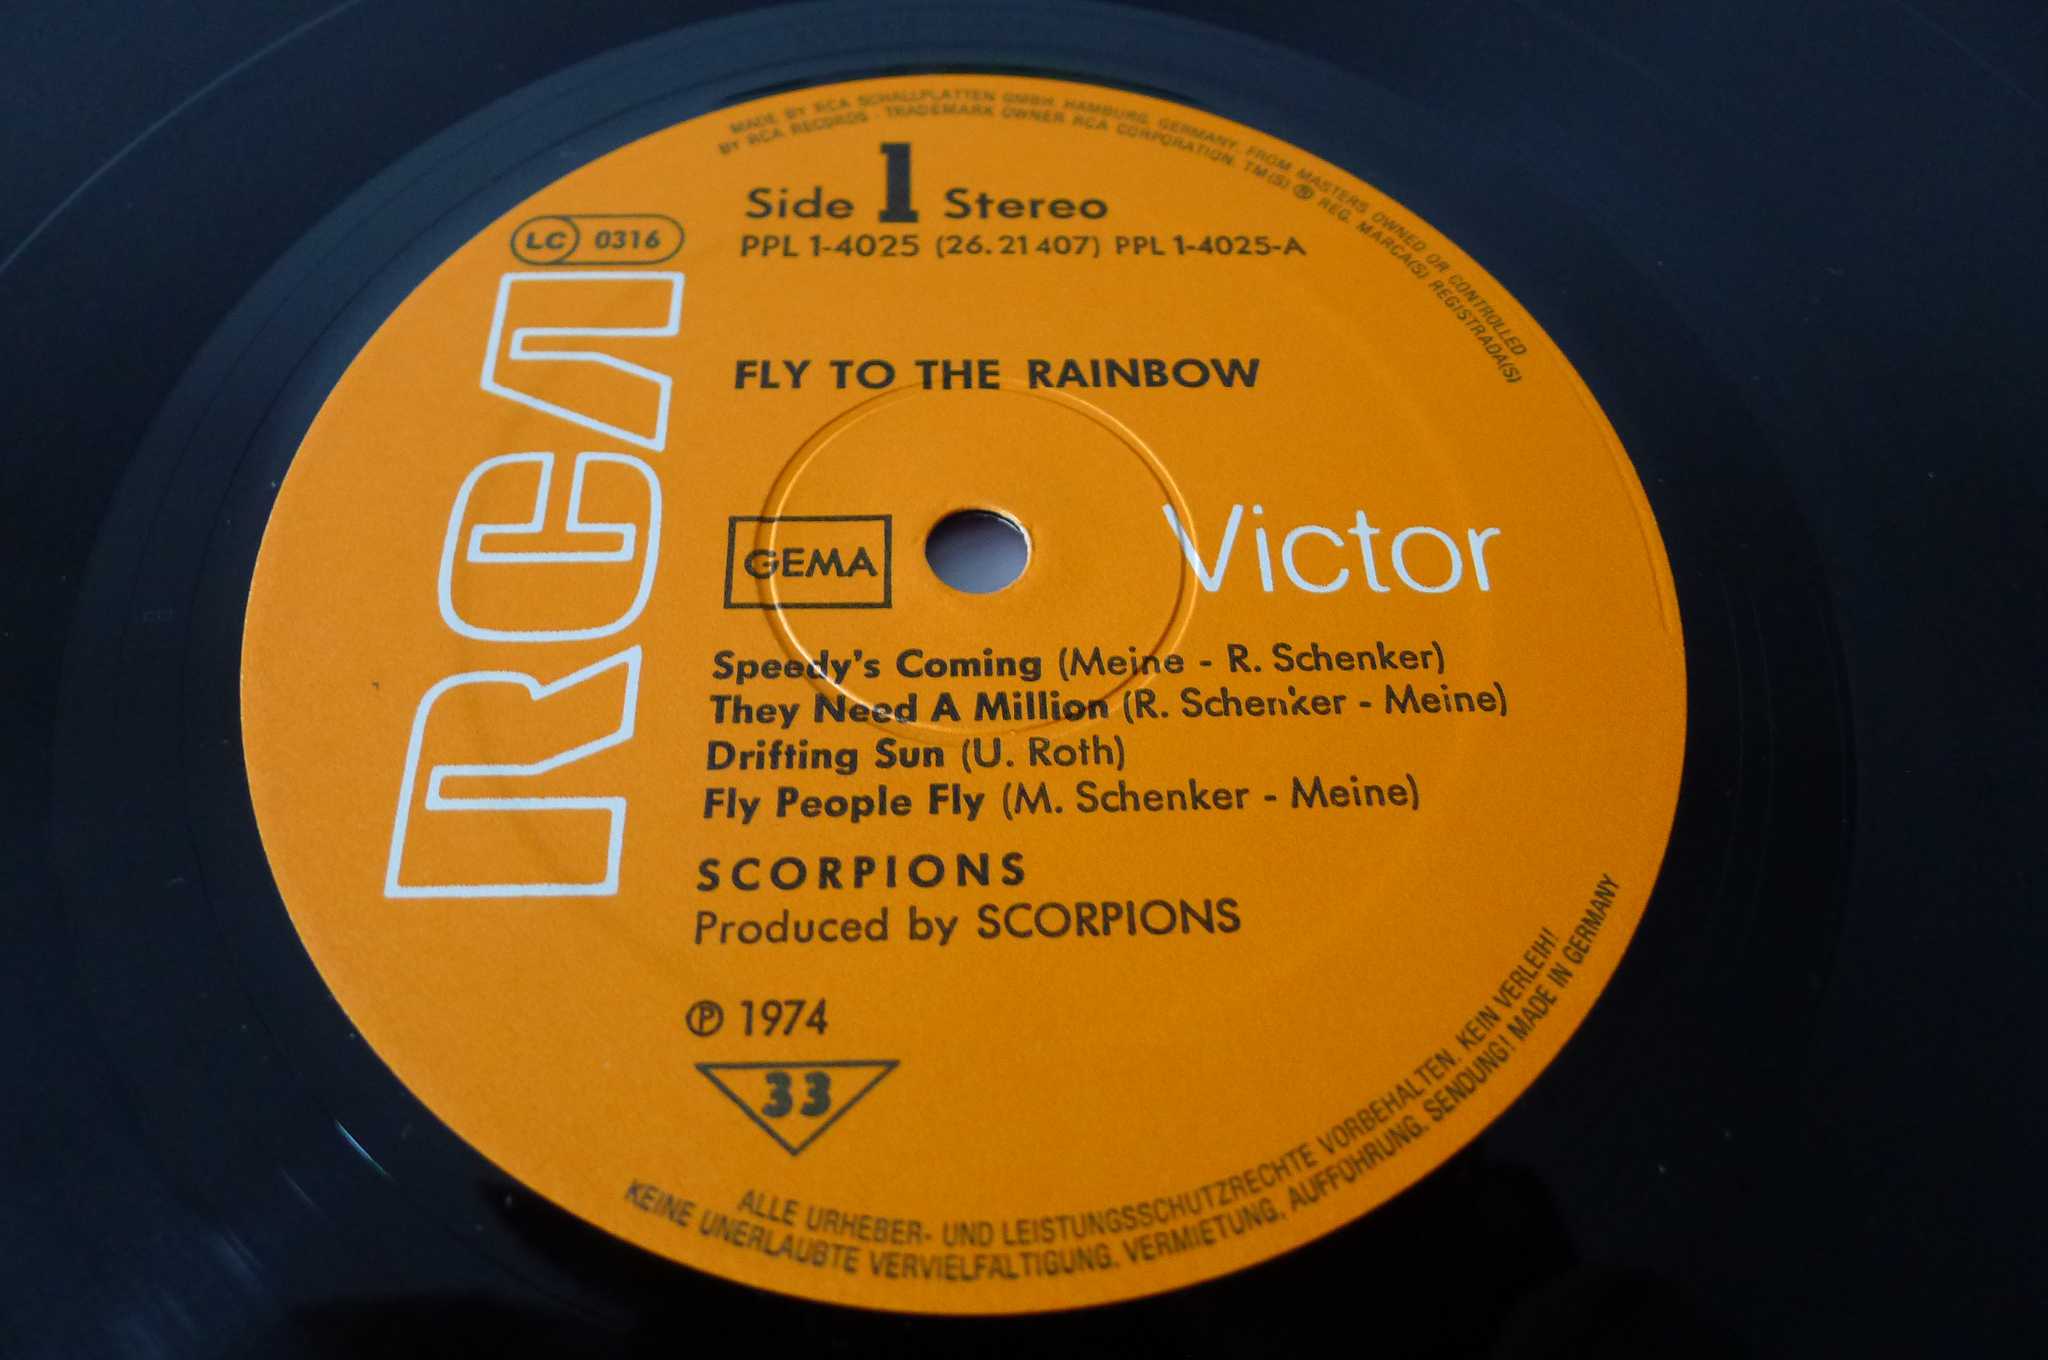 MADE BY RCA SCHALLPLATTEN GMBH, HAMBURG, GERMANY, FROM MASTERS OWNED OR CONTROLLED
BY RCA RECORDS · TRADEMARK OWNER RCA CORPORATION. TM(S) ® REG. MARCA(S) REGISTRADA(S)
Side 1 Stereo
LC 0316
PPL 1-4025 (26.21407) PPL 1-4025-A
RCA
FLY TO THE RAINBOW
GEMA
Victor
Speedy's Coming (Meine - R. Schenker)
They Need A Million (R. Schenker - Meine)
Drifting Sun (U. Roth)
Fly People Fly (M. Schenker - Meine)
SCORPIONS
Produced by SCORPIONS
℗ 1974
33
ALLE URHEBER- UND LEISTUNGSSCHUTZRECHTE VORBEHALTEN. KEIN VERLEIH!
KEINE UNERLAUBTE VERVIELFÄLTIGUNG, VERMIETUNG, AUFFÜHRUNG, SENDUNG! MADE IN GERMANY